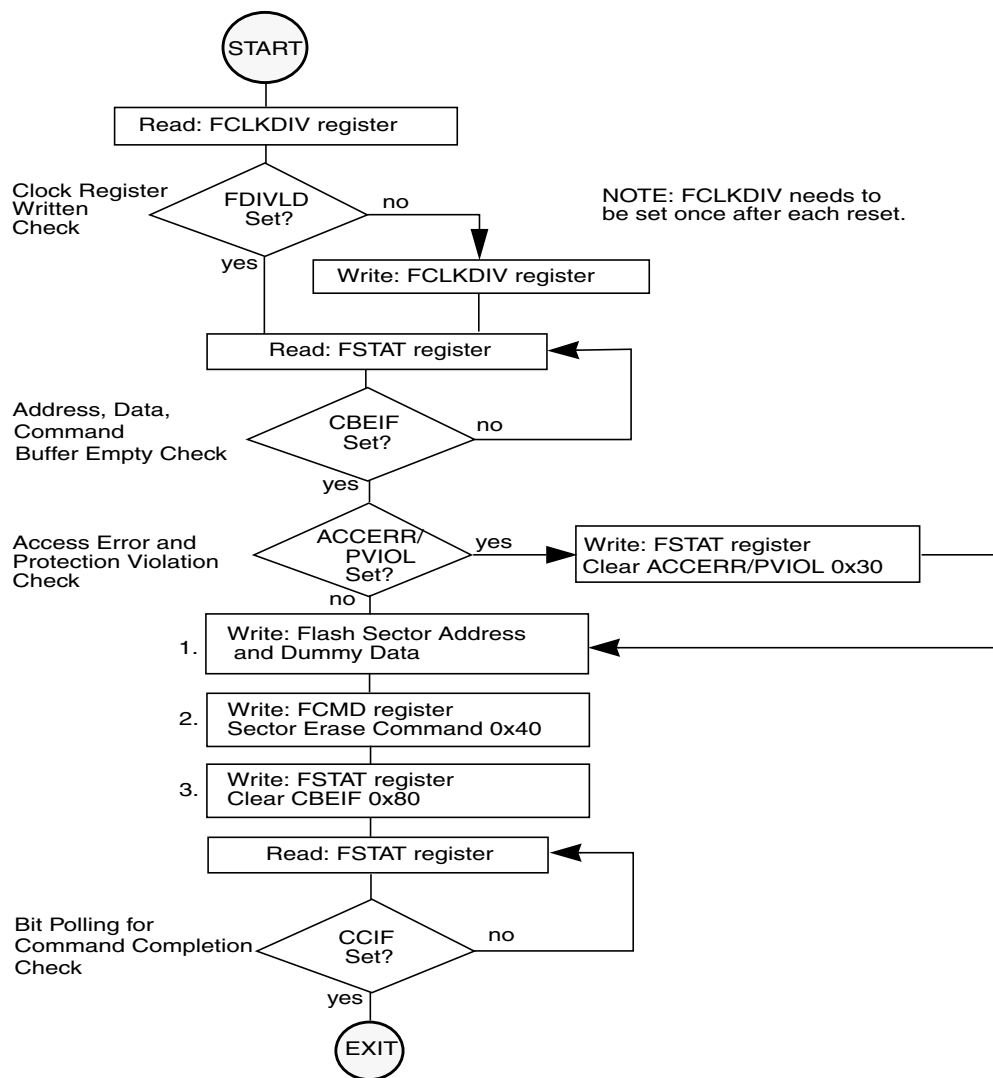 START
Read: FCLKDIV register
Clock Register
Written
Check
FDIVLD
Set?
no
yes
NOTE: FCLKDIV needs to
be set once after each reset.
Write: FCLKDIV register
Read: FSTAT register
Address, Data,
Command
Buffer Empty Check
CBEIF
Set?
no
yes
Access Error and
Protection Violation
Check
ACCERR/
PVIOL
Set?
yes
no
Write: FSTAT register
Clear ACCERR/PVIOL 0x30
1.
Write: Flash Sector Address
and Dummy Data
2.
Write: FCMD register
Sector Erase Command 0x40
3.
Write: FSTAT register
Clear CBEIF 0x80
Read: FSTAT register
Bit Polling for
Command Completion
Check
CCIF
Set?
no
yes
EXIT